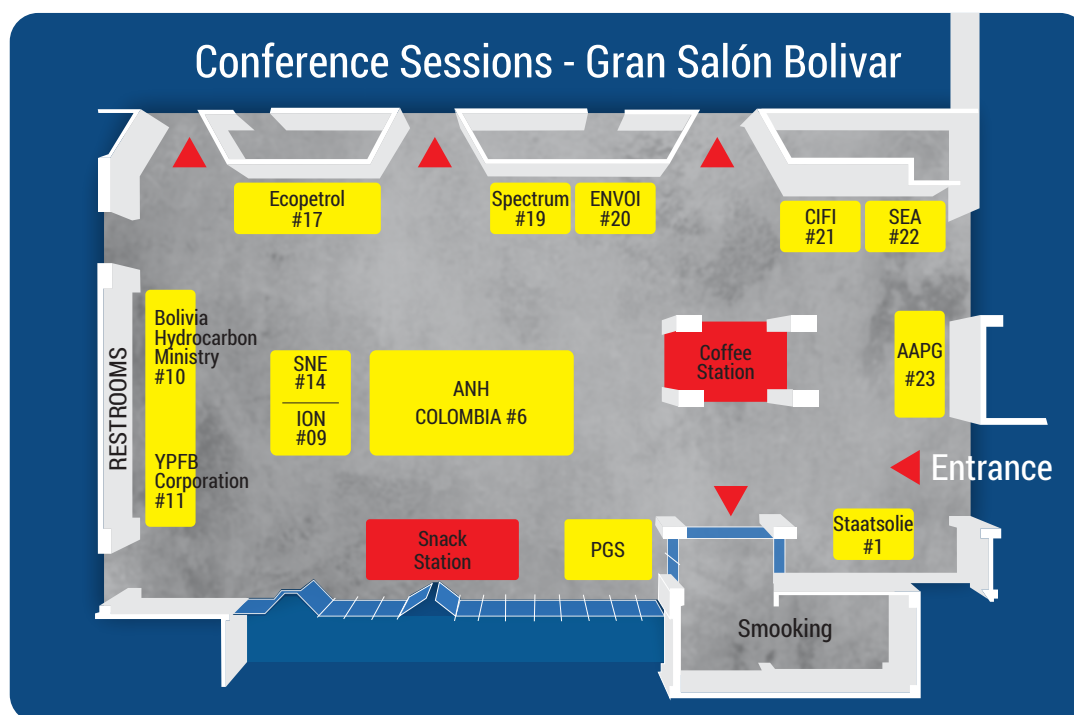 Conference Sessions - Gran Salón Bolivar
Ecopetrol
#17
Spectrum
#19
ENVOI
#20
CIFI
#21
SEA
#22
RESTROOMS
Bolivia
Hydrocarbon
Ministry
#10
YPFB
Corporation
#11
SNE
#14
ION
#09
ANH
COLOMBIA #6
Coffee
Station
AAPG
#23
Entrance
Snack
Station
PGS
Staatsolie
#1
Smooking